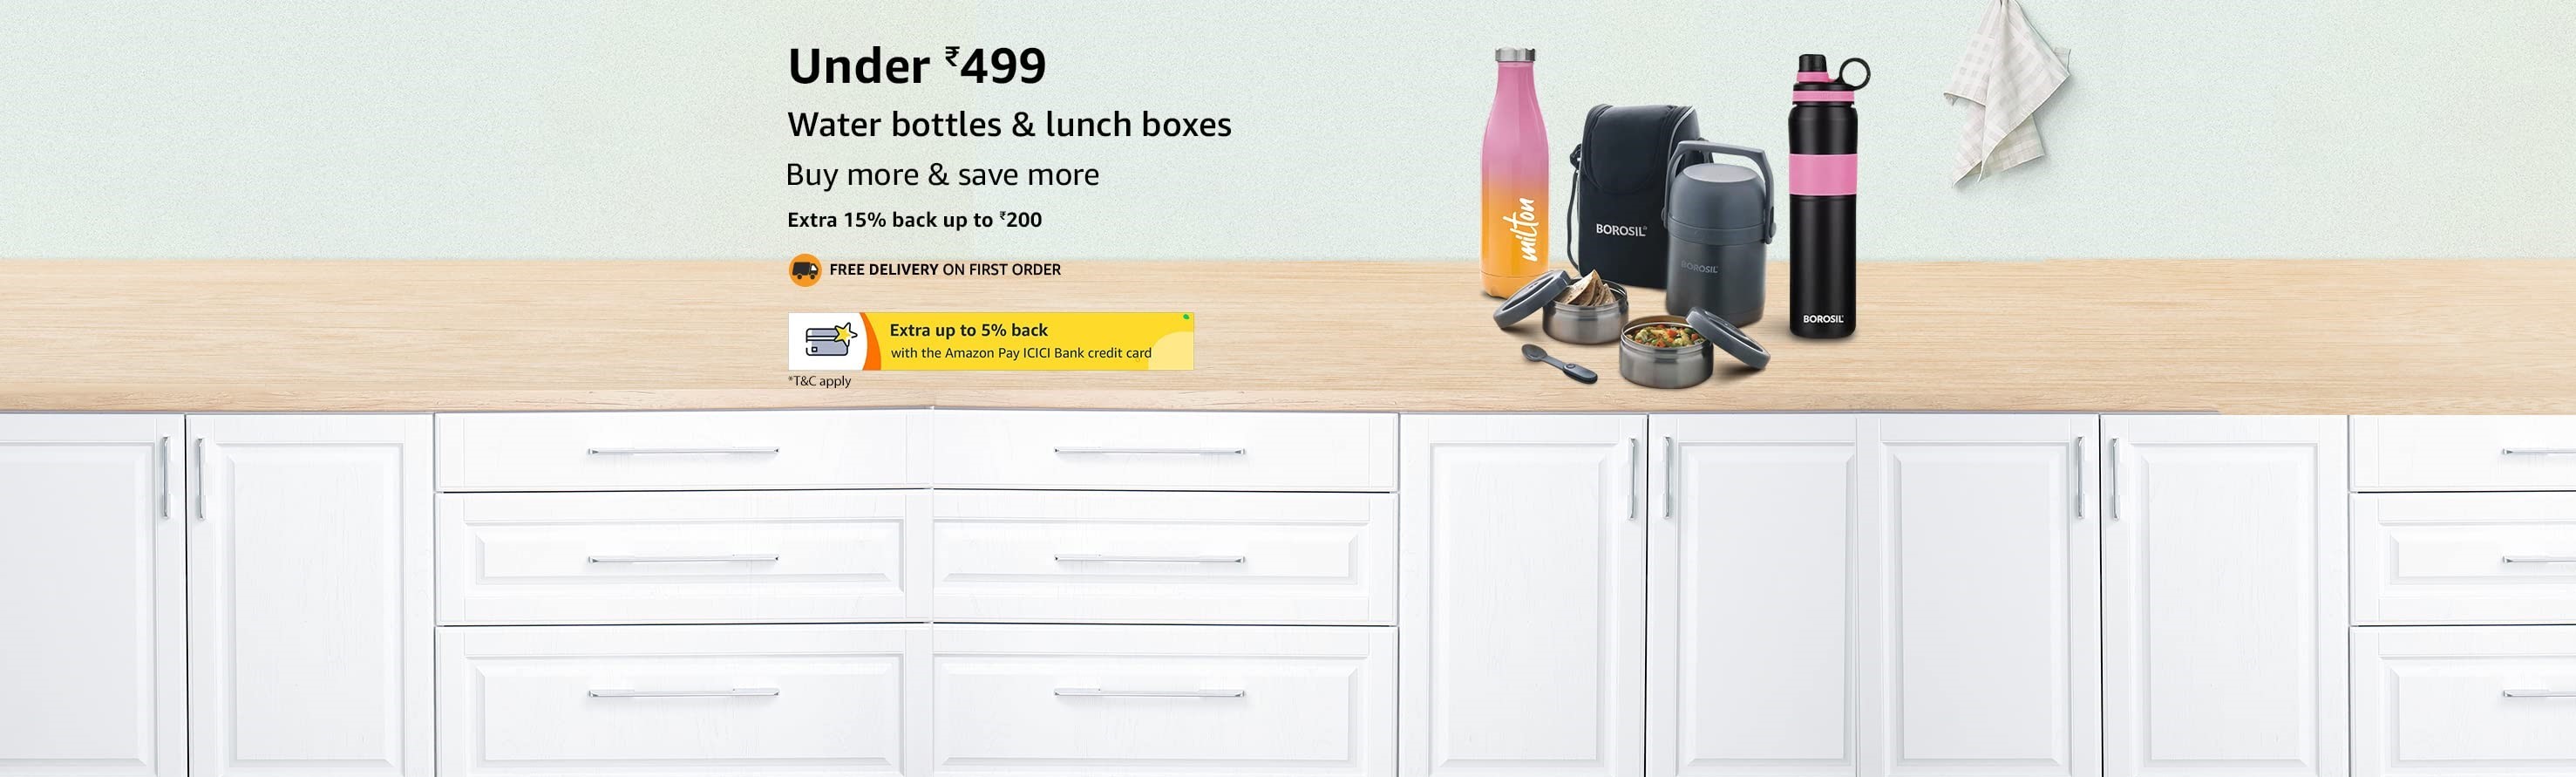 Under ₹499
Water bottles & lunch boxes
Buy more & save more
Extra 15% back up to ₹200
FREE DELIVERY ON FIRST ORDER
Extra up to 5% back
with the Amazon Pay ICICI Bank credit card
*T&C apply
milton
BOROSIL®
BOROSIL
BOROSIL